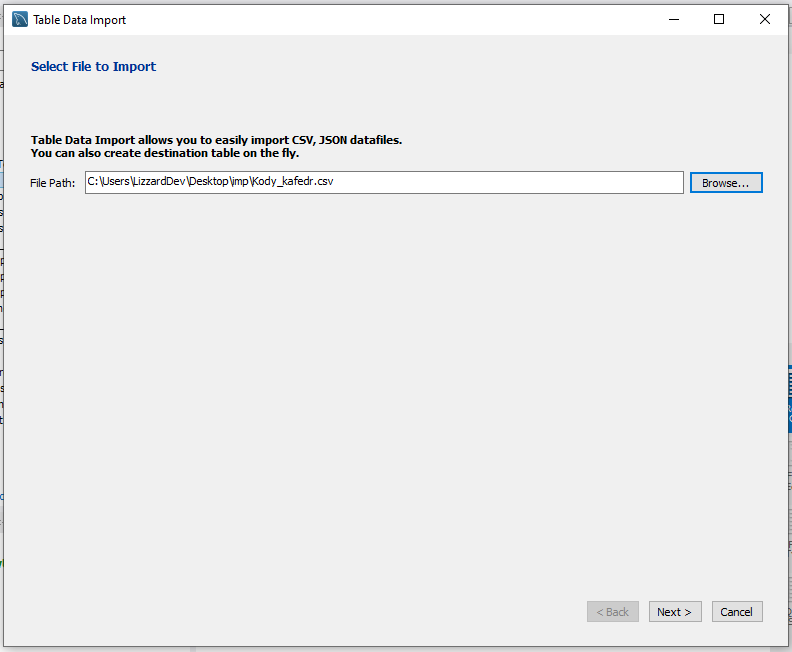 Table Data Import
Select File to Import
Table Data Import allows you to easily import CSV, JSON datafiles.
You can also create destination table on the fly.
File Path: C:\Users\LizzardDev\Desktop\imp\Kody_kafedr.csv Browse...
< Back Next > Cancel